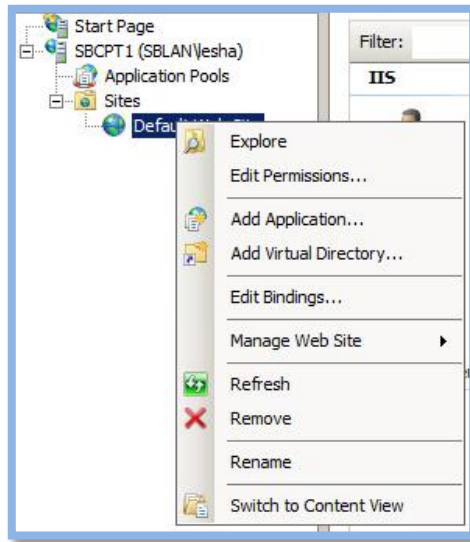 Start Page
SBCPT1 (SBLAN\lesha)
Application Pools
Sites
Filter:
IIS
Explore
Edit Permissions...
Add Application...
Add Virtual Directory...
Edit Bindings...
Manage Web Site
Refresh
Remove
Rename
Switch to Content View